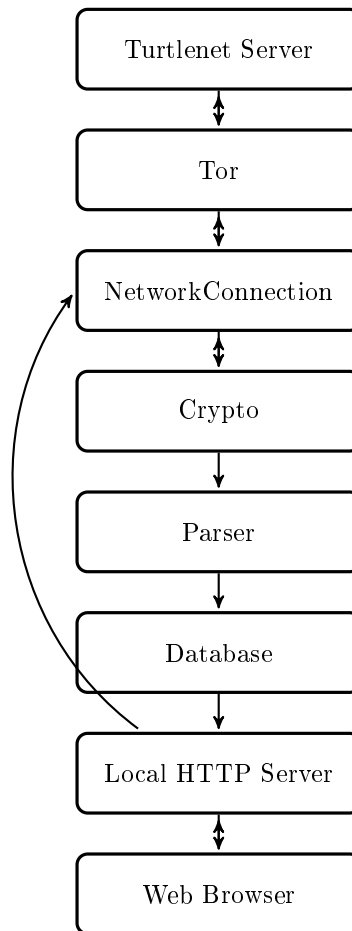 Turtlenet Server
Tor
NetworkConnection
Crypto
Parser
Database
Local HTTP Server
Web Browser